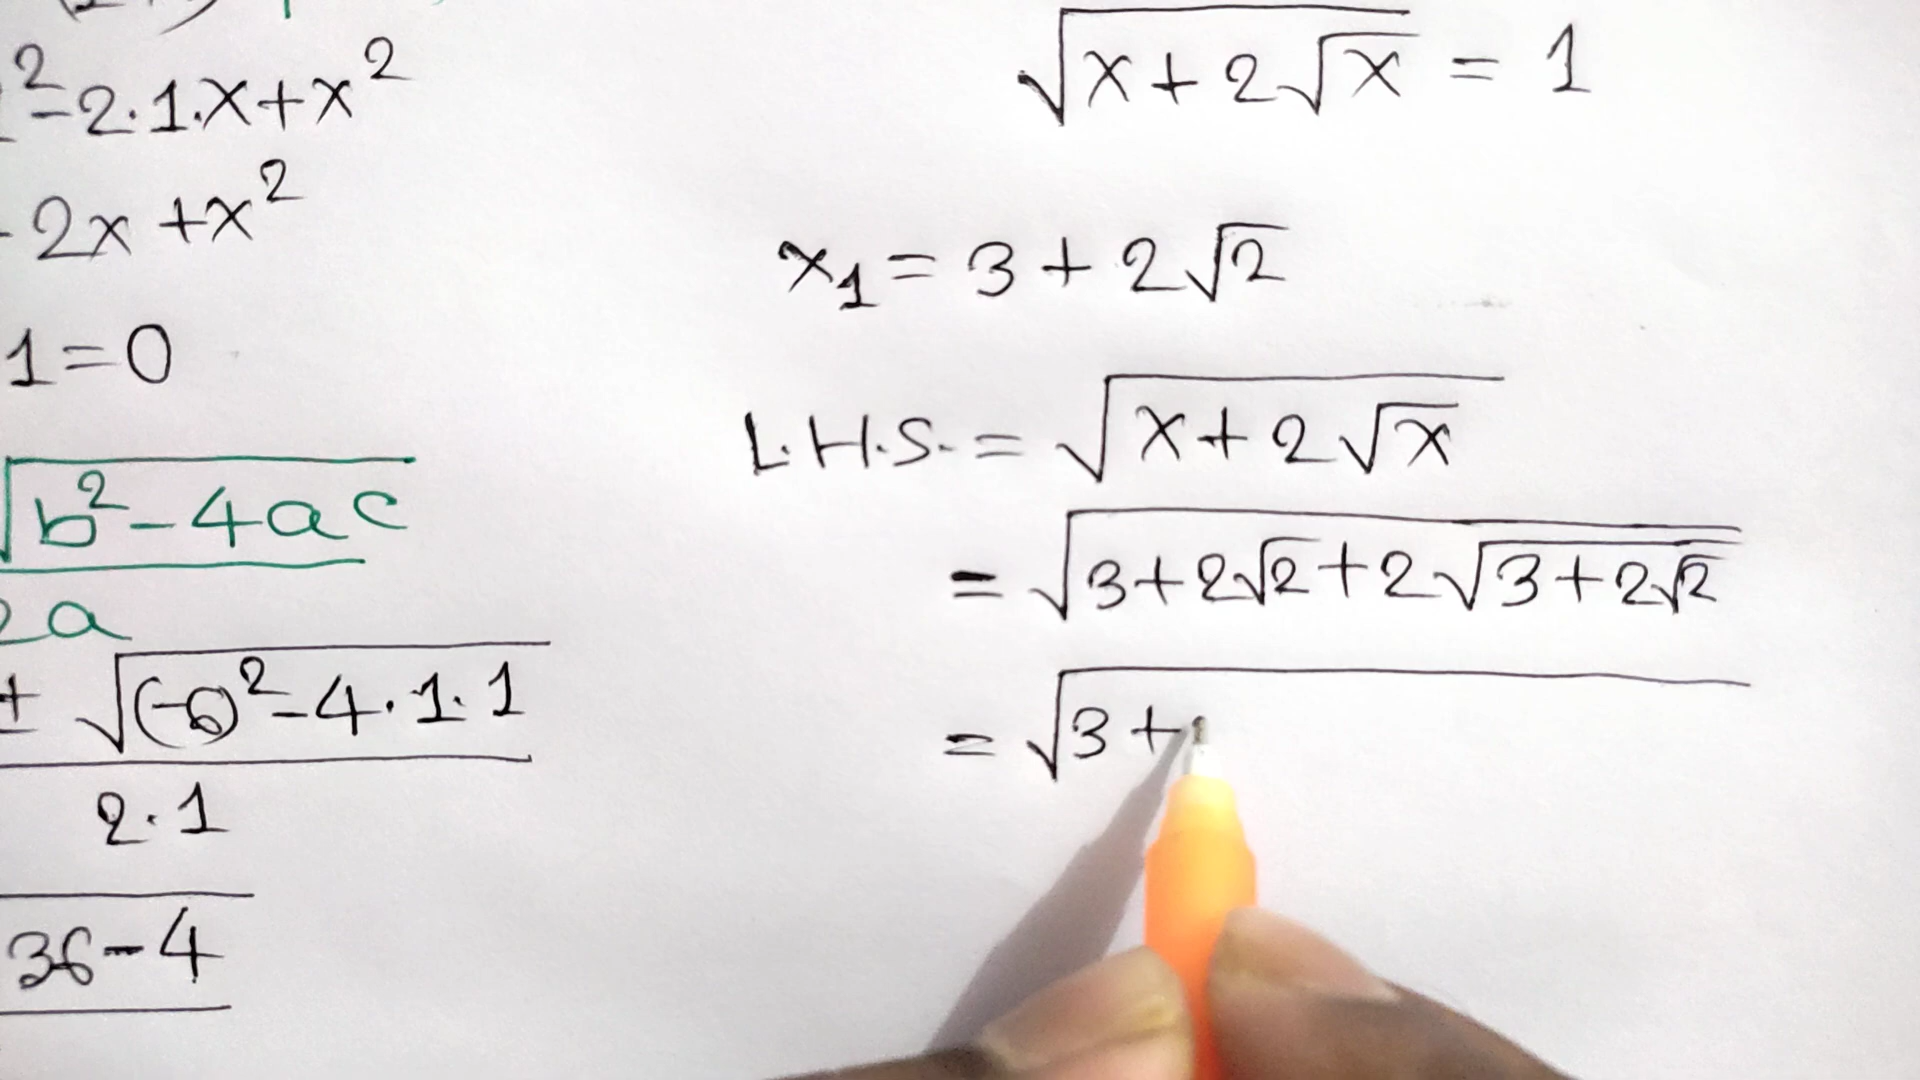 ²-2·1·x+x²
-2x+x²
1=0
√(b²-4ac)
2a
± √((-6)²-4·1·1)
2·1
36-4
√(x+2√x) = 1
x₁ = 3+2√2
L.H.S. = √(x+2√x)
= √(3+2√2+2√(3+2√2))
= √(3+